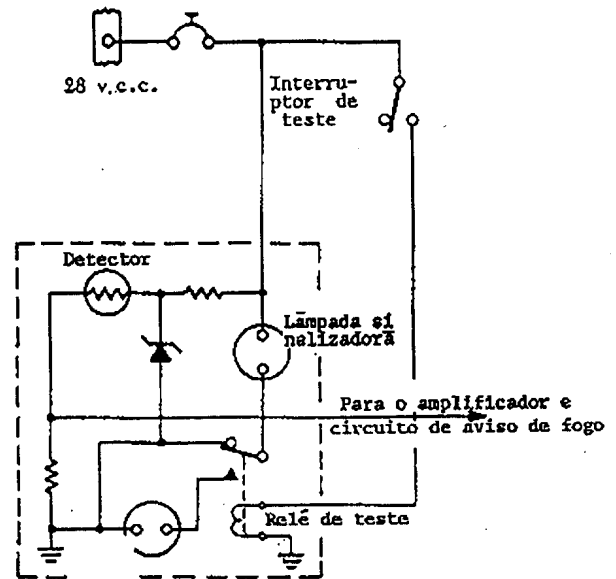 28 v.c.c.
Interru-
ptor de
teste
Detector
Lâmpada si
nalizadora
Para o amplificador e
circuito de aviso de fogo
Relé de teste